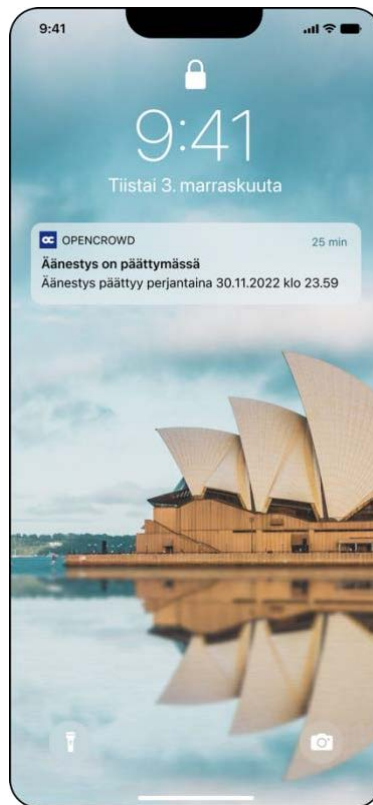 9:41
9:41
Tiistai 3. marraskuuta
OC OPENCROWD
25 min
Äänestys on päättymässä
Äänestys päättyy perjantaina 30.11.2022 klo 23.59